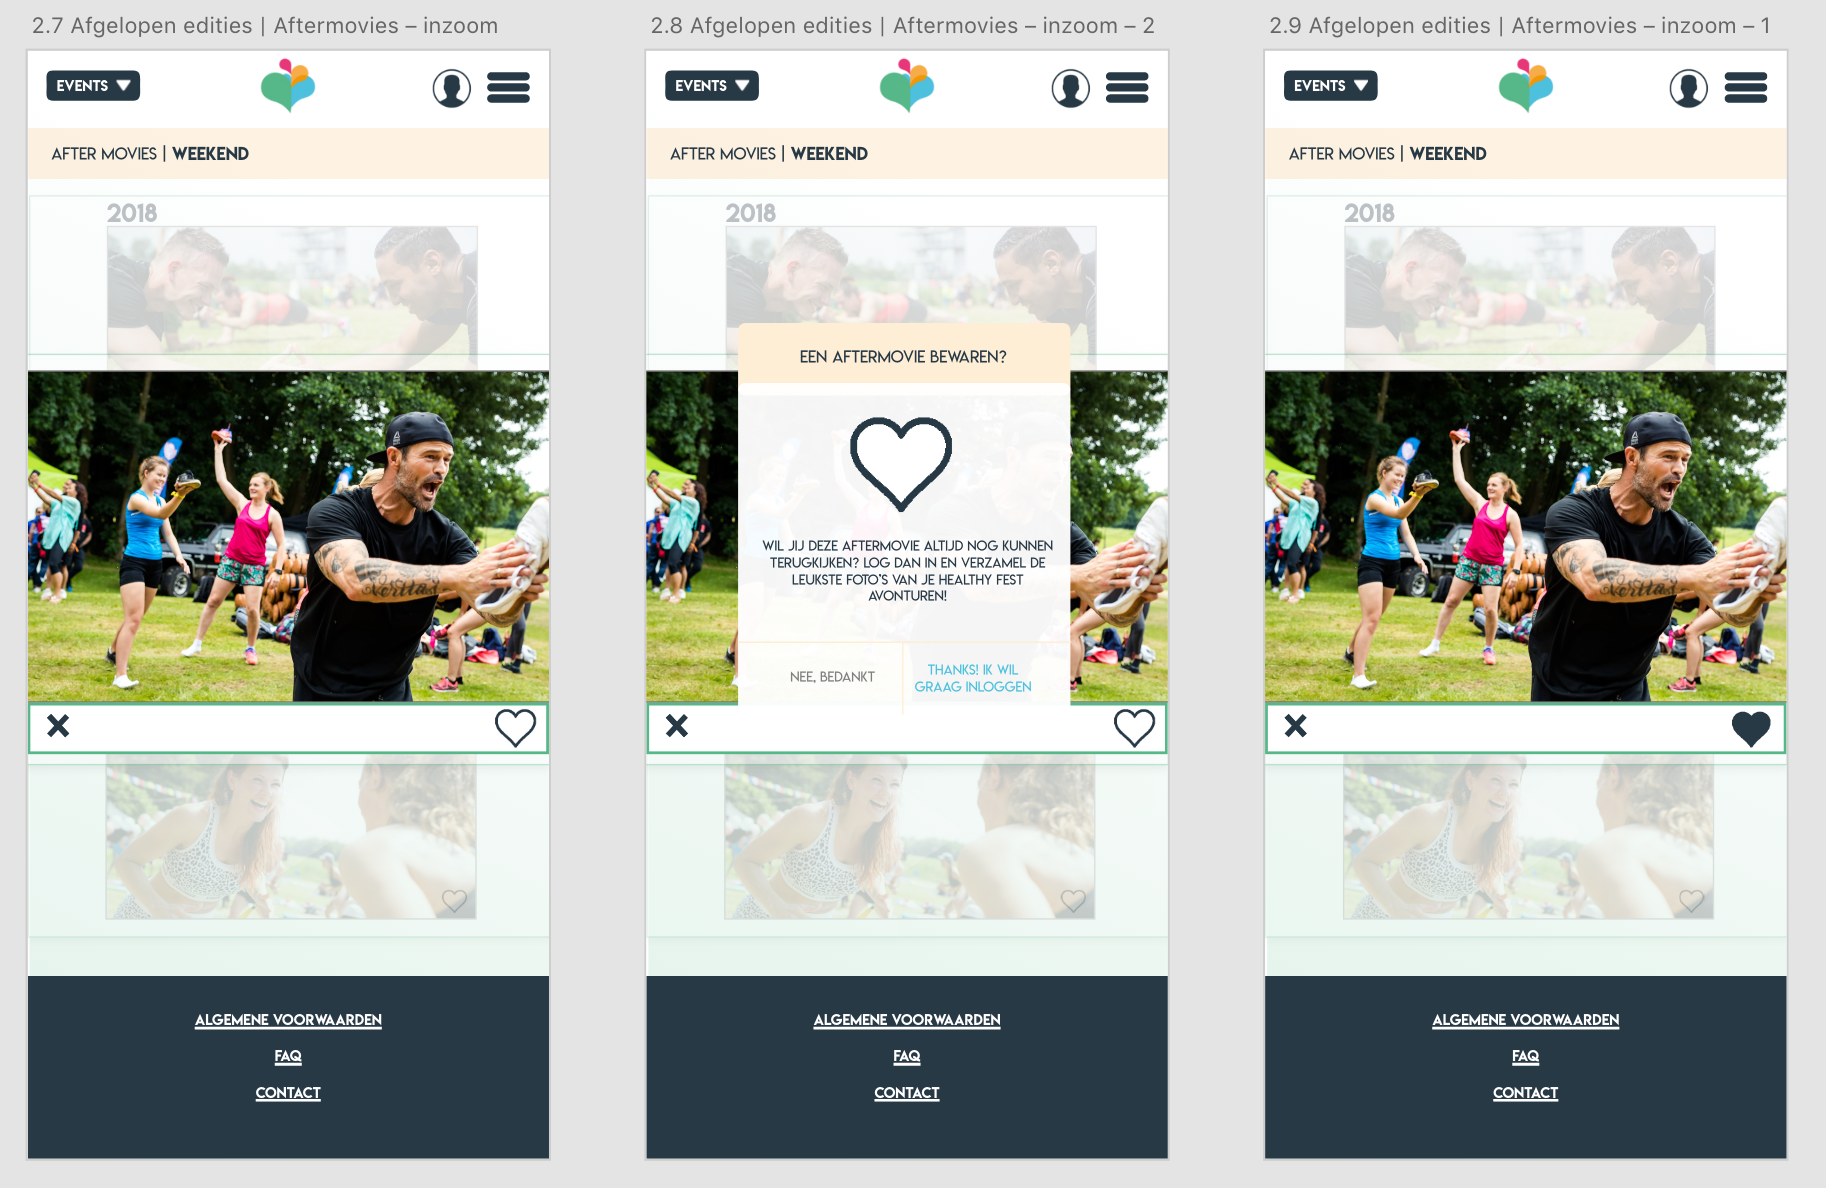 2.7 Afgelopen edities | Aftermovies – inzoom
EVENTS
AFTER MOVIES | WEEKEND
2018
ALGEMENE VOORWAARDEN
FAQ
CONTACT
2.8 Afgelopen edities | Aftermovies – inzoom – 2
EVENTS
AFTER MOVIES | WEEKEND
2018
EEN AFTERMOVIE BEWAREN?
WIL JIJ DEZE AFTERMOVIE ALTIJD NOG KUNNEN
TERUGKIJKEN? LOG DAN IN EN VERZAMEL DE
LEUKSTE FOTO'S VAN JE HEALTHY FEST
AVONTUREN!
NEE, BEDANKT
THANKS! IK WIL
GRAAG INLOGGEN
ALGEMENE VOORWAARDEN
FAQ
CONTACT
2.9 Afgelopen edities | Aftermovies – inzoom – 1
EVENTS
AFTER MOVIES | WEEKEND
2018
ALGEMENE VOORWAARDEN
FAQ
CONTACT